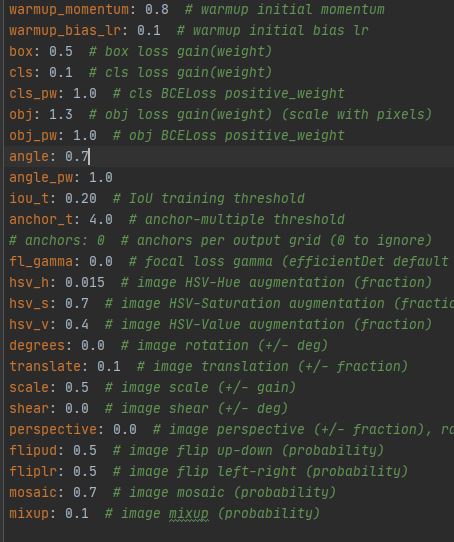 warmup_momentum: 0.8  # warmup initial momentum
warmup_bias_lr: 0.1  # warmup initial bias lr
box: 0.5  # box loss gain(weight)
cls: 0.1  # cls loss gain(weight)
cls_pw: 1.0  # cls BCELoss positive_weight
obj: 1.3  # obj loss gain(weight) (scale with pixels)
obj_pw: 1.0  # obj BCELoss positive_weight
angle: 0.7
angle_pw: 1.0
iou_t: 0.20  # IoU training threshold
anchor_t: 4.0  # anchor-multiple threshold
# anchors: 0  # anchors per output grid (0 to ignore)
fl_gamma: 0.0  # focal loss gamma (efficientDet default
hsv_h: 0.015  # image HSV-Hue augmentation (fraction)
hsv_s: 0.7  # image HSV-Saturation augmentation (fractio
hsv_v: 0.4  # image HSV-Value augmentation (fraction)
degrees: 0.0  # image rotation (+/- deg)
translate: 0.1  # image translation (+/- fraction)
scale: 0.5  # image scale (+/- gain)
shear: 0.0  # image shear (+/- deg)
perspective: 0.0  # image perspective (+/- fraction), ra
flipud: 0.5  # image flip up-down (probability)
fliplr: 0.5  # image flip left-right (probability)
mosaic: 0.7  # image mosaic (probability)
mixup: 0.1  # image mixup (probability)